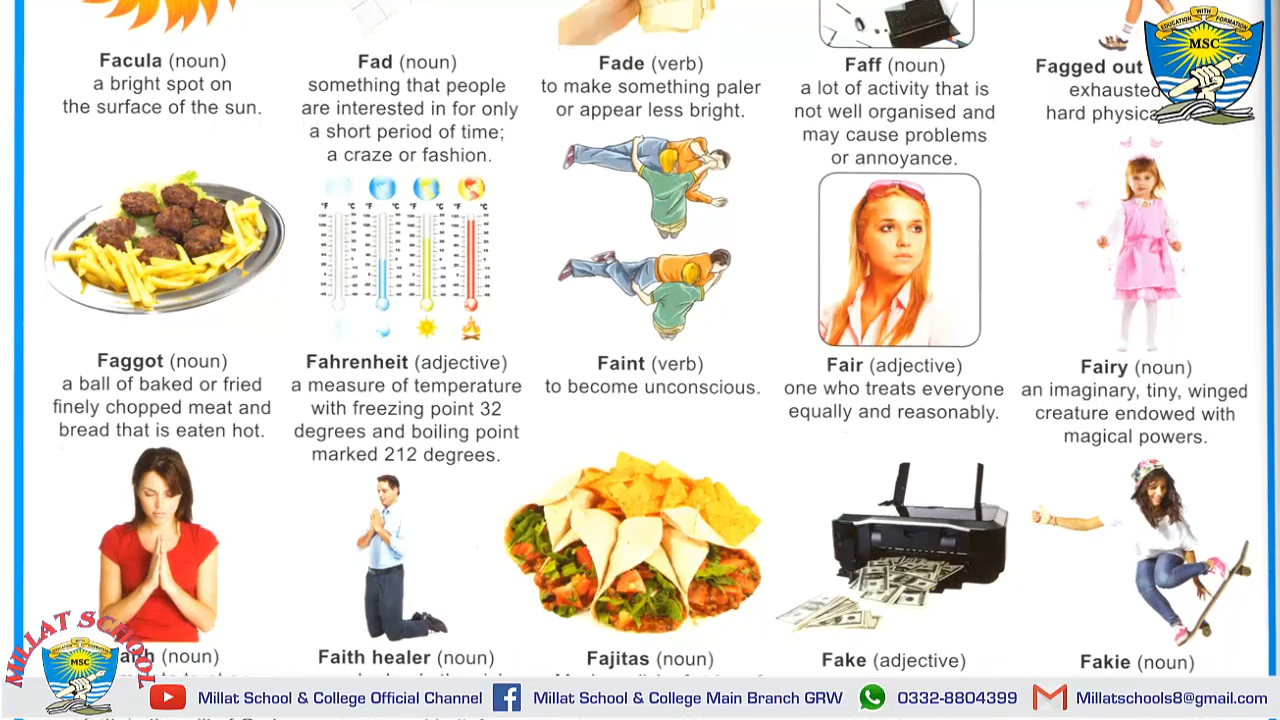 Facula (noun)
a bright spot on
the surface of the sun.
Fad (noun)
something that people
are interested in for only
a short period of time;
a craze or fashion.
Fade (verb)
to make something paler
or appear less bright.
Faff (noun)
a lot of activity that is
not well organised and
may cause problems
or annoyance.
Fagged out
exhausted
hard physica
EDUCATION WITH FORMATION
MSC
°F °C °F °C °F °C °F °C
Faggot (noun)
a ball of baked or fried
finely chopped meat and
bread that is eaten hot.
Fahrenheit (adjective)
a measure of temperature
with freezing point 32
degrees and boiling point
marked 212 degrees.
Faint (verb)
to become unconscious.
Fair (adjective)
one who treats everyone
equally and reasonably.
Fairy (noun)
an imaginary, tiny, winged
creature endowed with
magical powers.
(noun)
Faith healer (noun)
Fajitas (noun)
Fake (adjective)
Fakie (noun)
MILLAT SCHOOL
MSC
Millat School & College Official Channel
Millat School & College Main Branch GRW
0332-8804399
Millatschools8@gmail.com